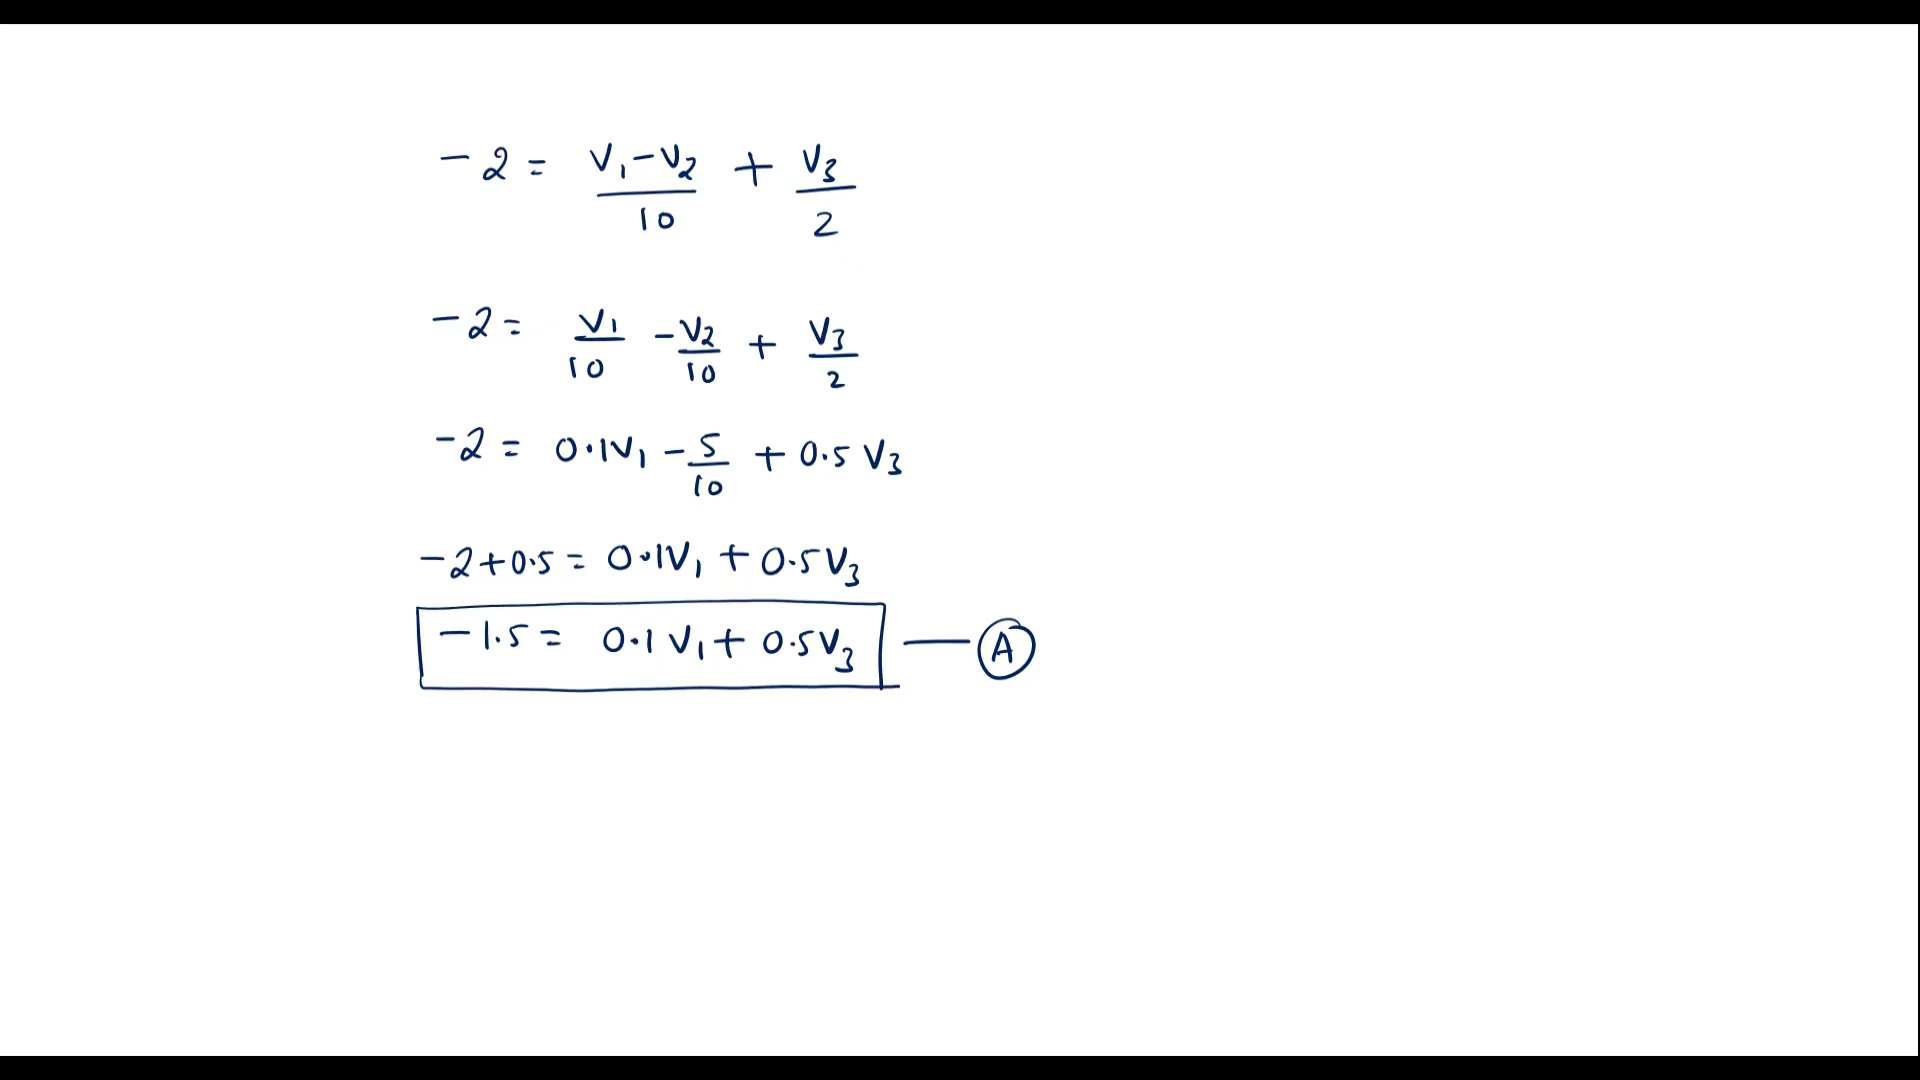 -2 = (V₁-V₂)/10 + V₃/2
-2 = V₁/10 - V₂/10 + V₃/2
-2 = 0.1V₁ - 5/10 + 0.5 V₃
-2+0.5 = 0.1V₁ + 0.5V₃
-1.5 = 0.1 V₁ + 0.5V₃ — A